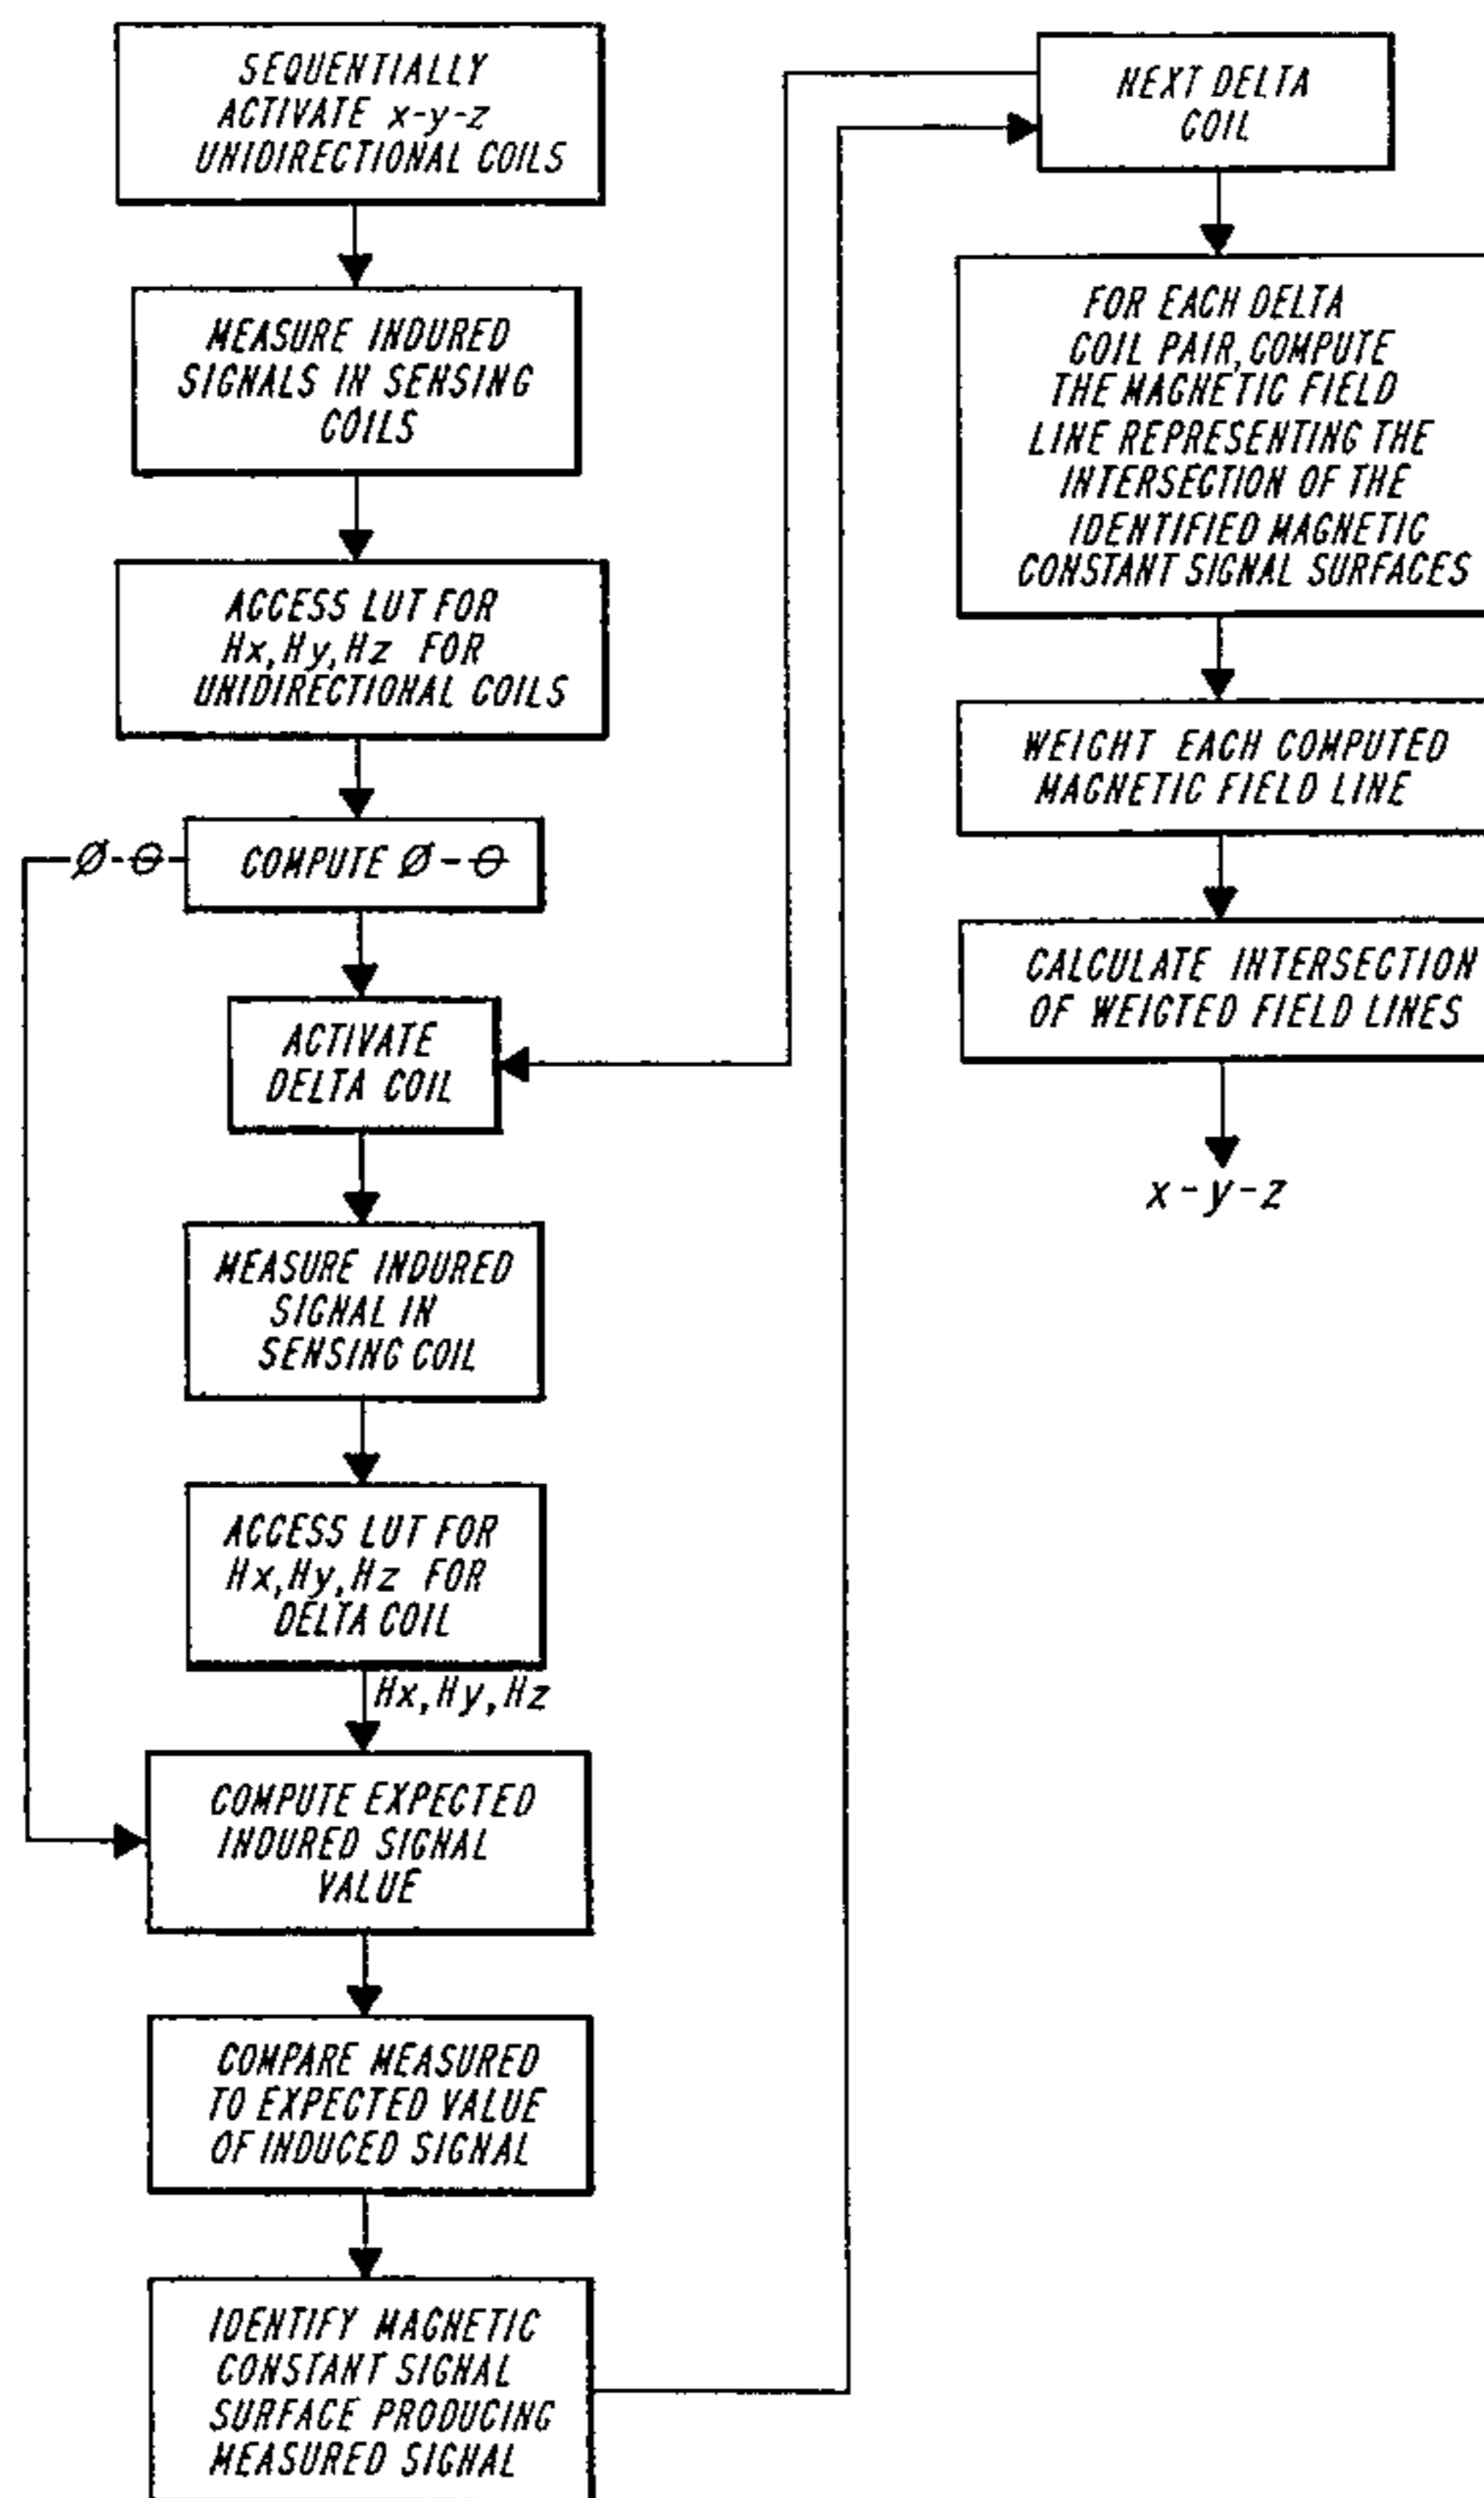 SEQUENTIALLY
ACTIVATE x-y-z
UNIDIRECTIONAL COILS
MEASURE INDURED
SIGNALS IN SENSING
COILS
ACCESS LUT FOR
Hx,Hy,Hz FOR
UNIDIRECTIONAL COILS
Ø-Θ
COMPUTE Ø-Θ
ACTIVATE
DELTA COIL
MEASURE INDURED
SIGNAL IN
SENSING COIL
ACCESS LUT FOR
Hx,Hy,Hz FOR
DELTA COIL
Hx,Hy,Hz
COMPUTE EXPECTED
INDURED SIGNAL
VALUE
COMPARE MEASURED
TO EXPECTED VALUE
OF INDUCED SIGNAL
IDENTIFY MAGNETIC
CONSTANT SIGNAL
SURFACE PRODUCING
MEASURED SIGNAL
NEXT DELTA
COIL
FOR EACH DELTA
COIL PAIR, COMPUTE
THE MAGNETIC FIELD
LINE REPRESENTING THE
INTERSECTION OF THE
IDENTIFIED MAGNETIC
CONSTANT SIGNAL SURFACES
WEIGHT EACH COMPUTED
MAGNETIC FIELD LINE
CALCULATE INTERSECTION
OF WEIGTED FIELD LINES
x-y-z